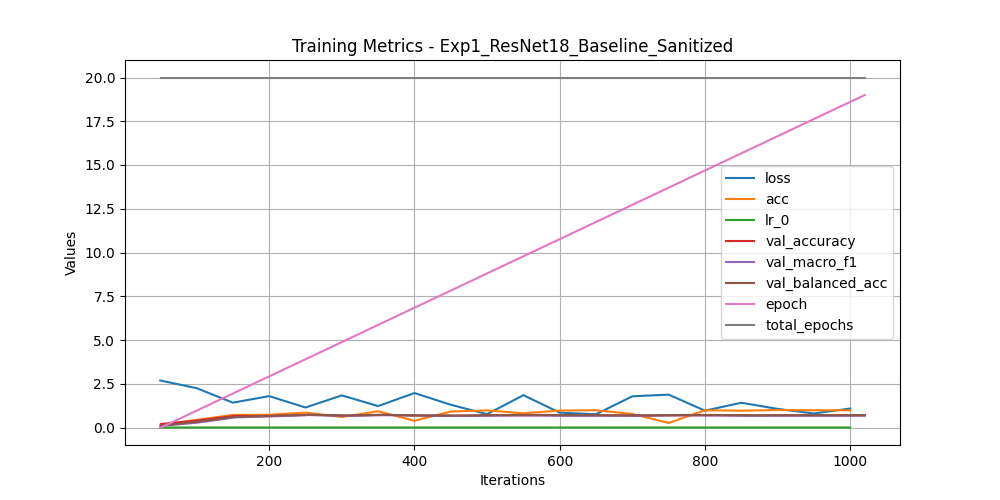 Training Metrics - Exp1_ResNet18_Baseline_Sanitized
Values
20.0
17.5
15.0
12.5
10.0
7.5
5.0
2.5
0.0
loss
acc
lr_0
val_accuracy
val_macro_f1
val_balanced_acc
epoch
total_epochs
200
400
600
800
1000
Iterations